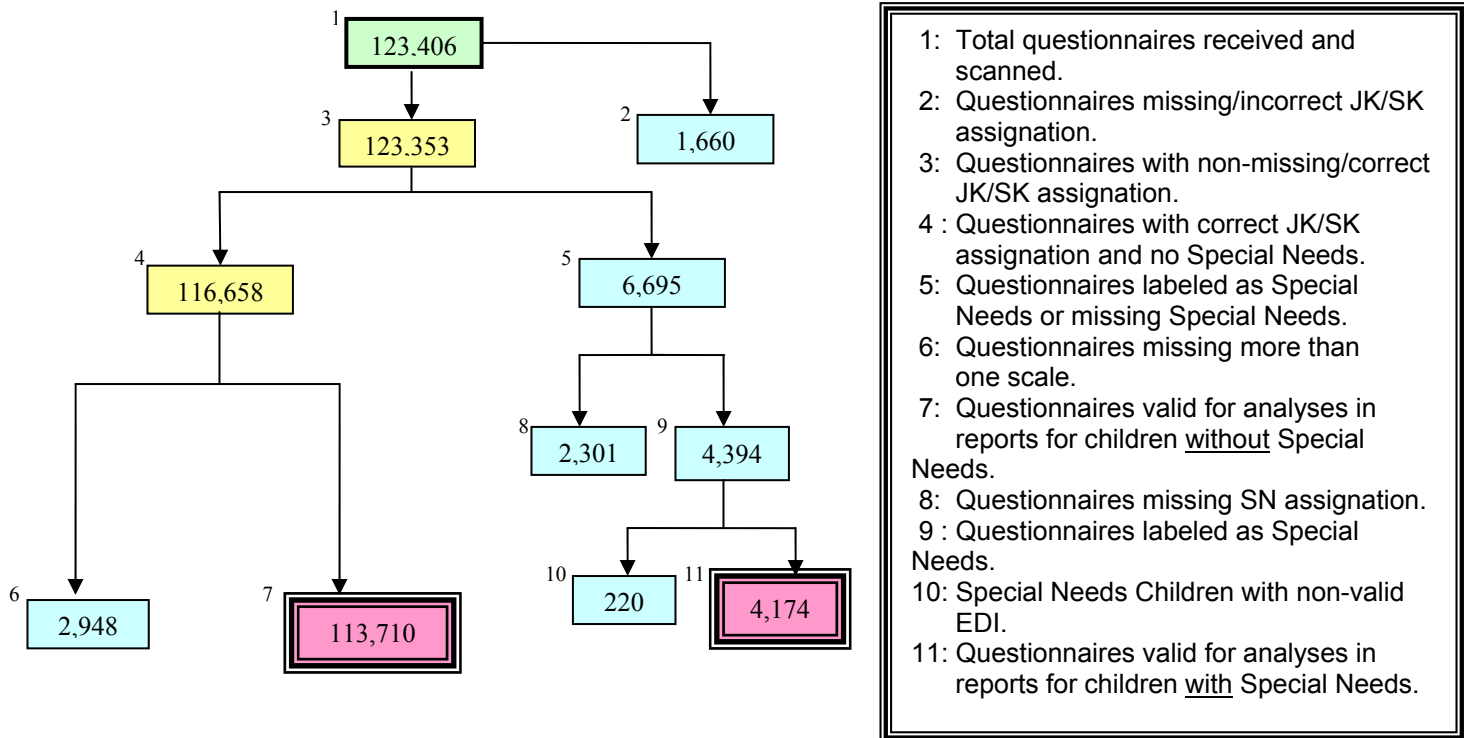 1
123,406
3
123,353
2
1,660
4
116,658
5
6,695
8
2,301
9
4,394
6
2,948
7
113,710
10
220
11
4,174
1: Total questionnaires received and
scanned.
2: Questionnaires missing/incorrect JK/SK
assignation.
3: Questionnaires with non-missing/correct
JK/SK assignation.
4 : Questionnaires with correct JK/SK
assignation and no Special Needs.
5: Questionnaires labeled as Special
Needs or missing Special Needs.
6: Questionnaires missing more than
one scale.
7: Questionnaires valid for analyses in
reports for children without Special
Needs.
8: Questionnaires missing SN assignation.
9 : Questionnaires labeled as Special
Needs.
10: Special Needs Children with non-valid
EDI.
11: Questionnaires valid for analyses in
reports for children with Special Needs.